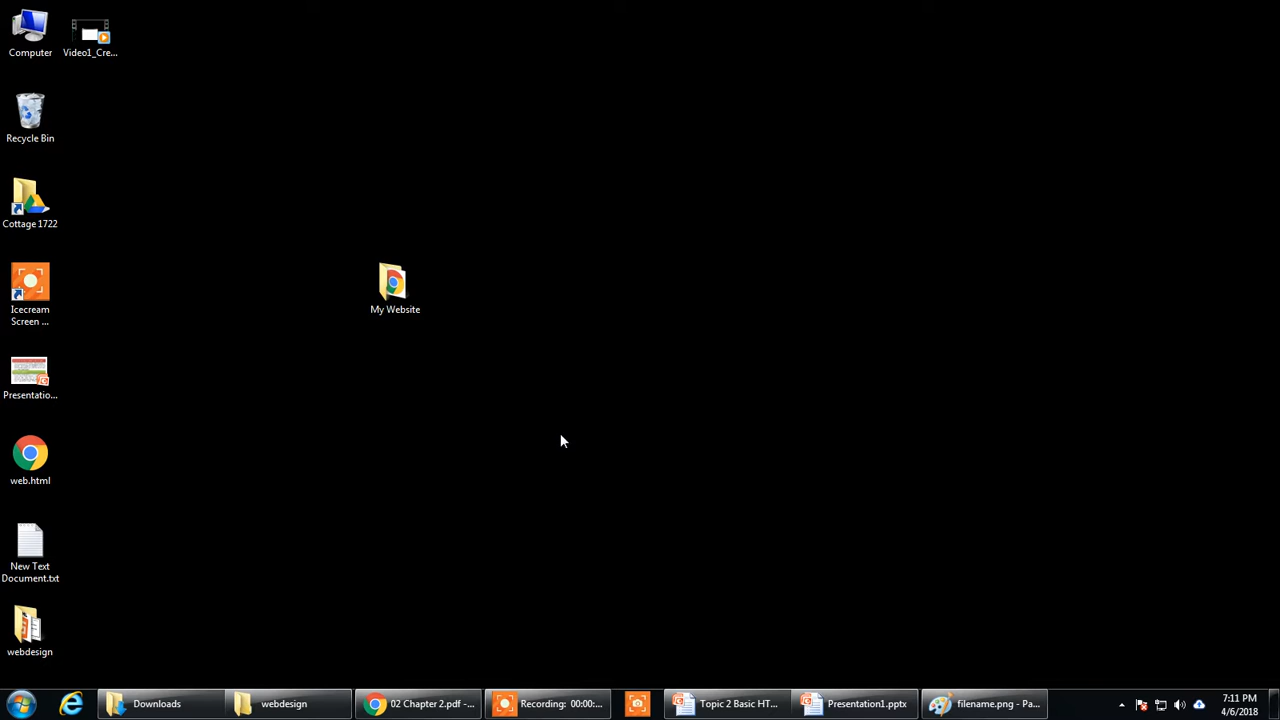 Computer
Video1_Cre...
Recycle Bin
Cottage 1722
Icecream
Screen ...
My Website
Presentatio...
web.html
New Text
Document.txt
webdesign
Downloads
webdesign
02 Chapter 2.pdf -...
Recording: 00:00:...
Topic 2 Basic HT...
Presentation1.pptx
filename.png - Pa...
7:11 PM
4/6/2018